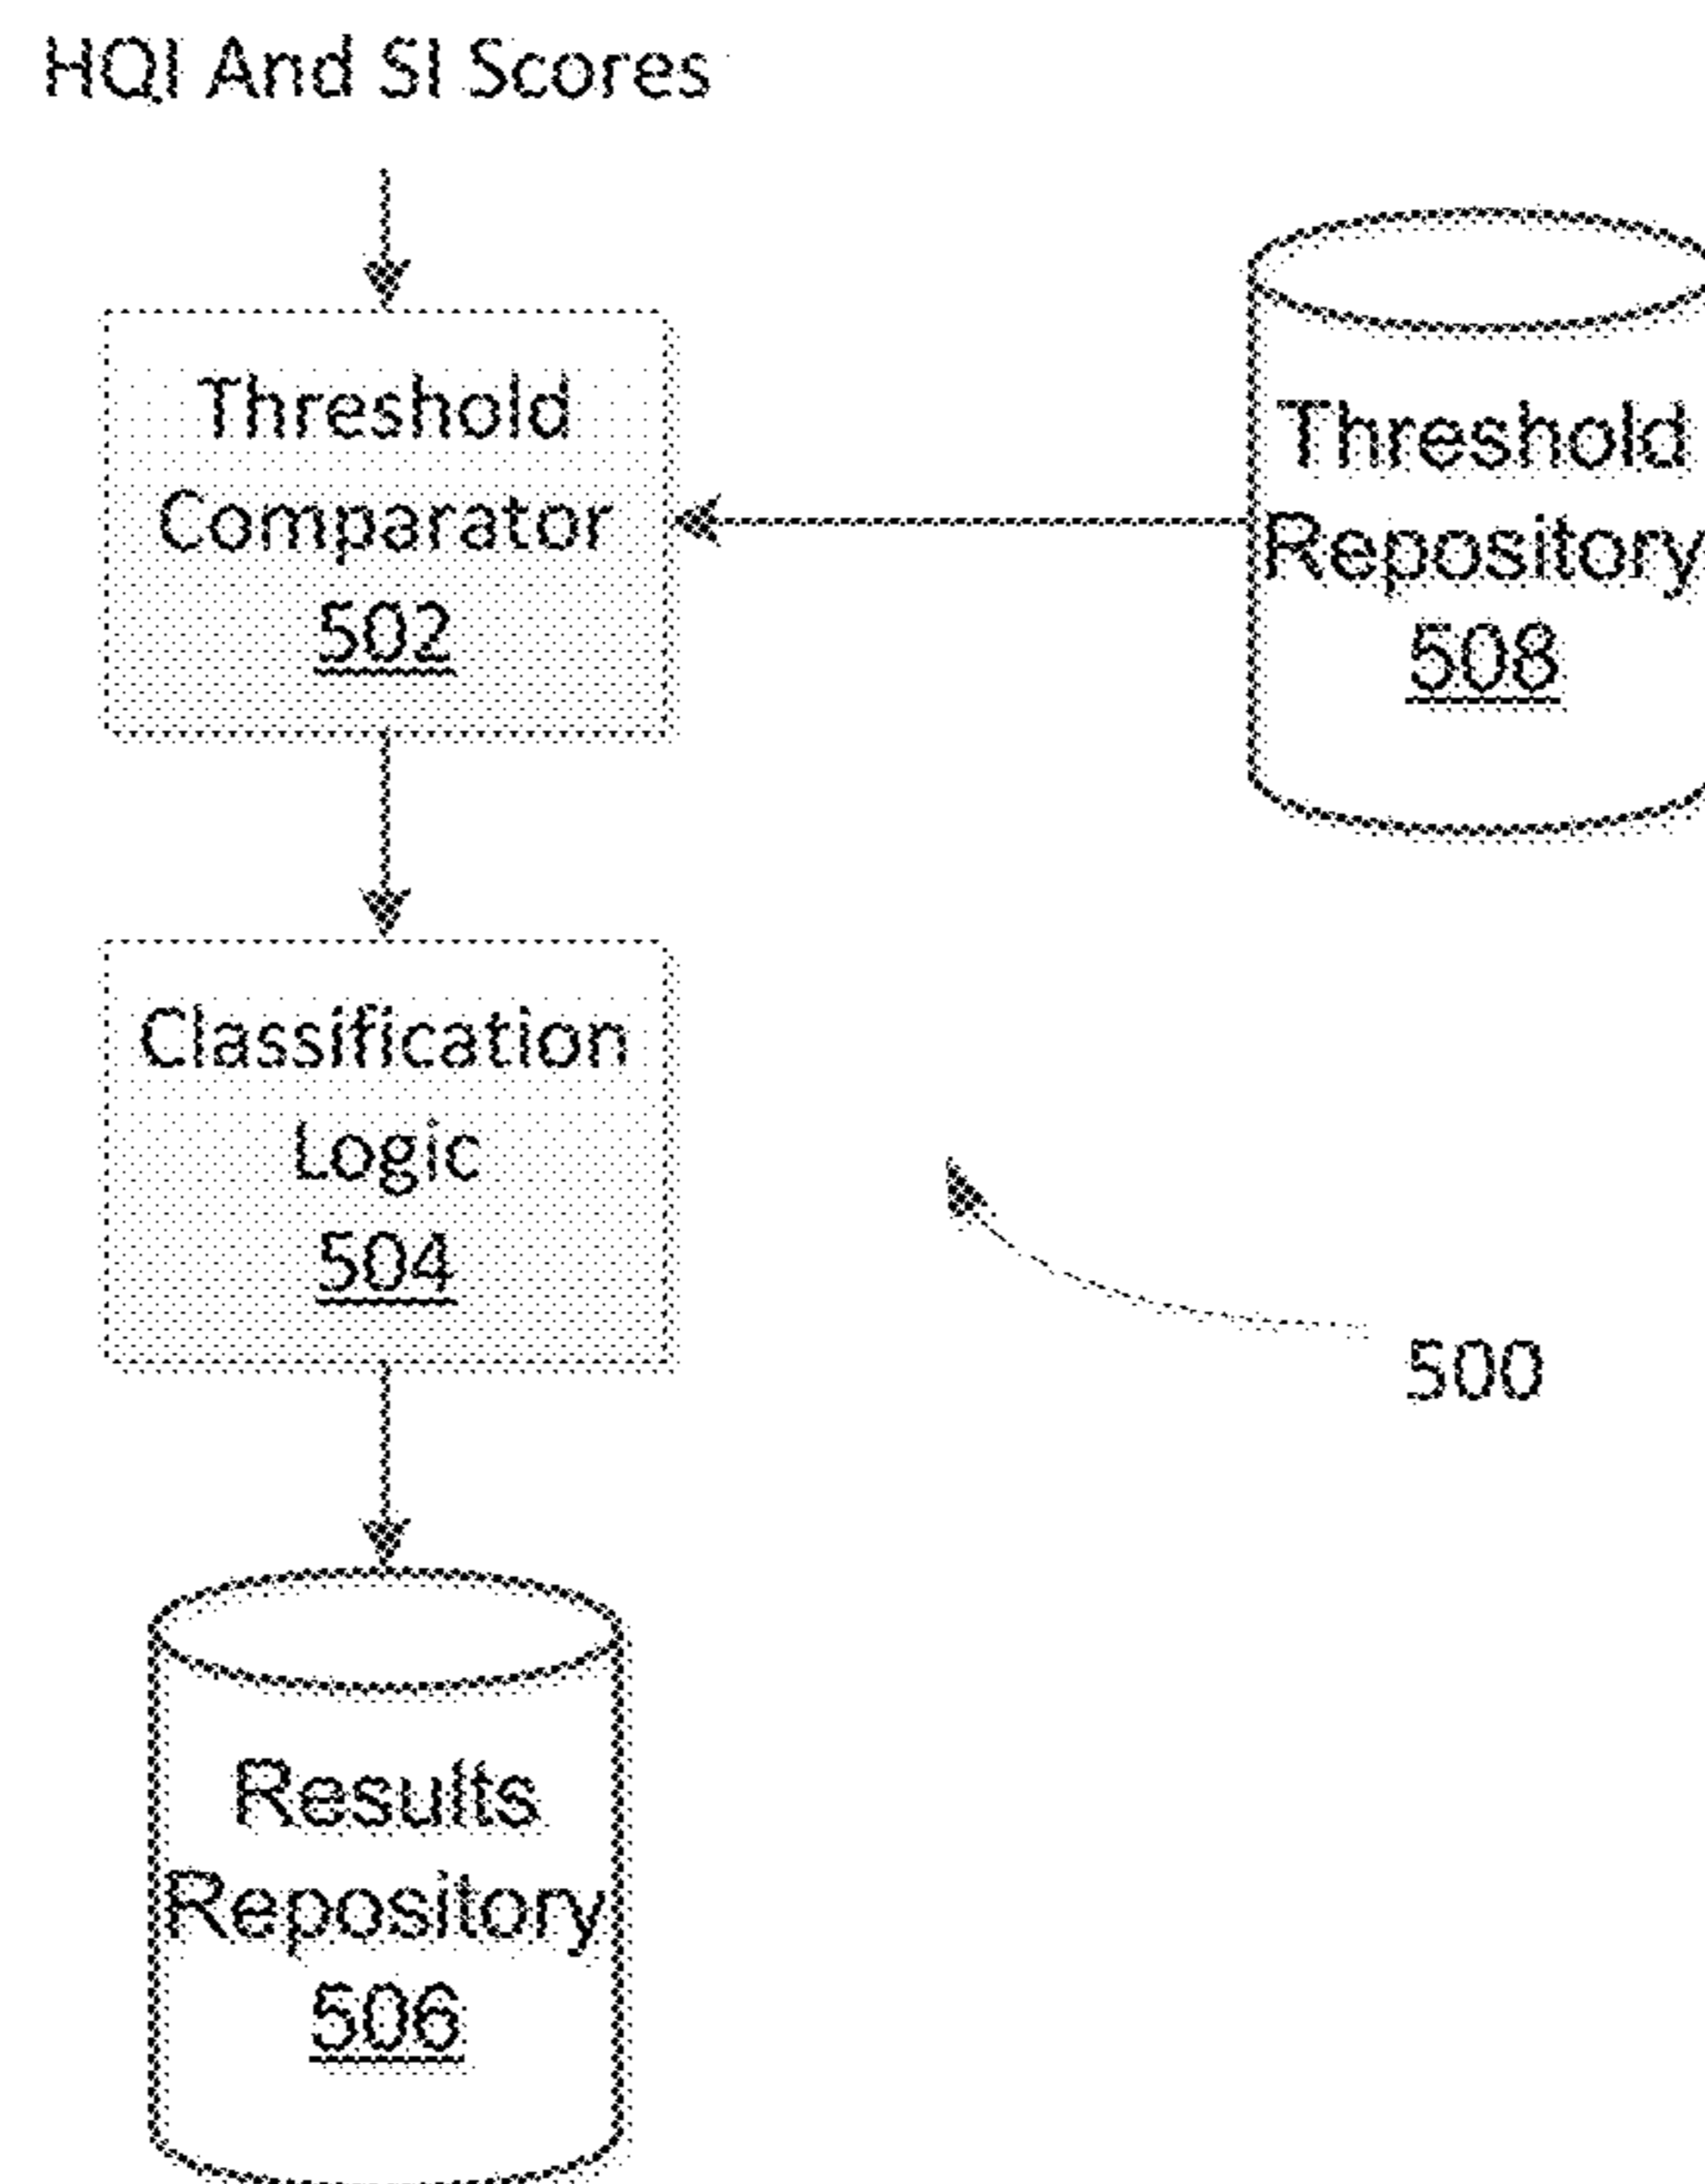 HQI And SI Scores
Threshold
Comparator
502
Threshold
Repository
508
Classification
Logic
504
500
Results
Repository
506